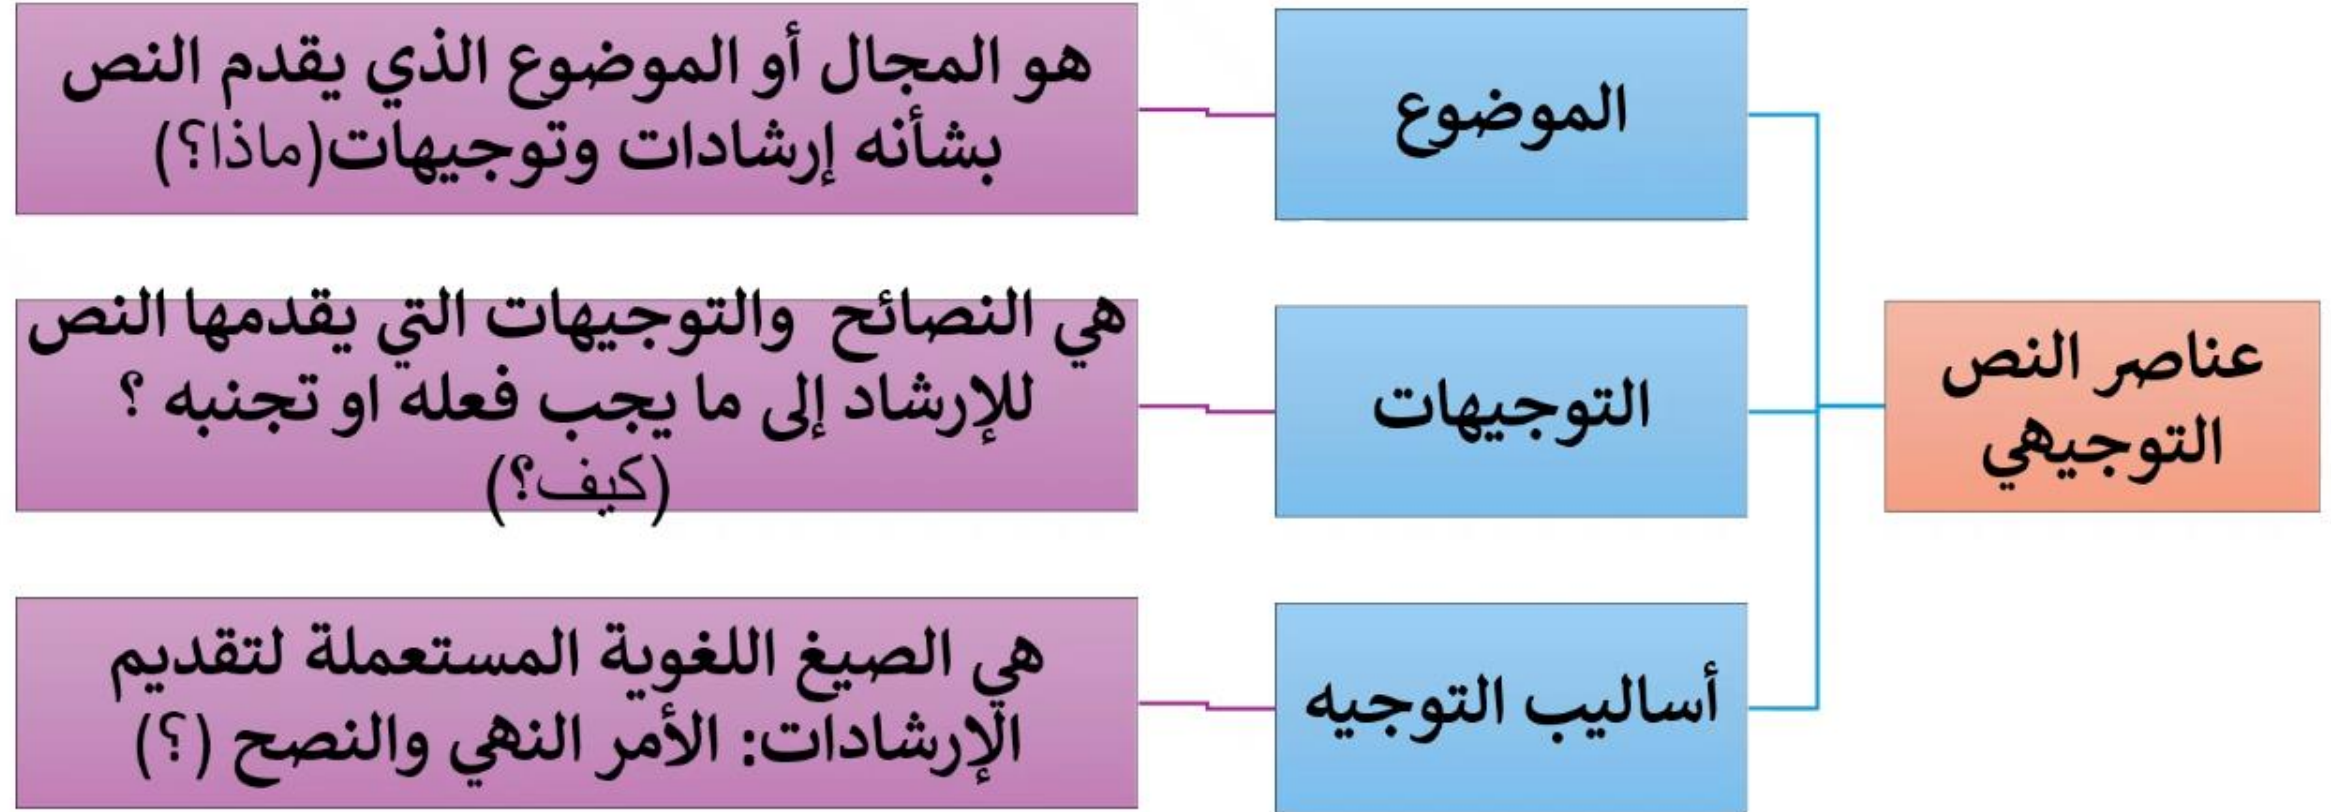 عناصر النص
التوجيهي
الموضوع
هو المجال أو الموضوع الذي يقدم النص
بشأنه إرشادات وتوجيهات(ماذا؟)
التوجيهات
هي النصائح والتوجيهات التي يقدمها النص
للإرشاد إلى ما يجب فعله او تجنبه ؟
(كيف؟)
أساليب التوجيه
هي الصيغ اللغوية المستعملة لتقديم
الإرشادات: الأمر النهي والنصح (؟)